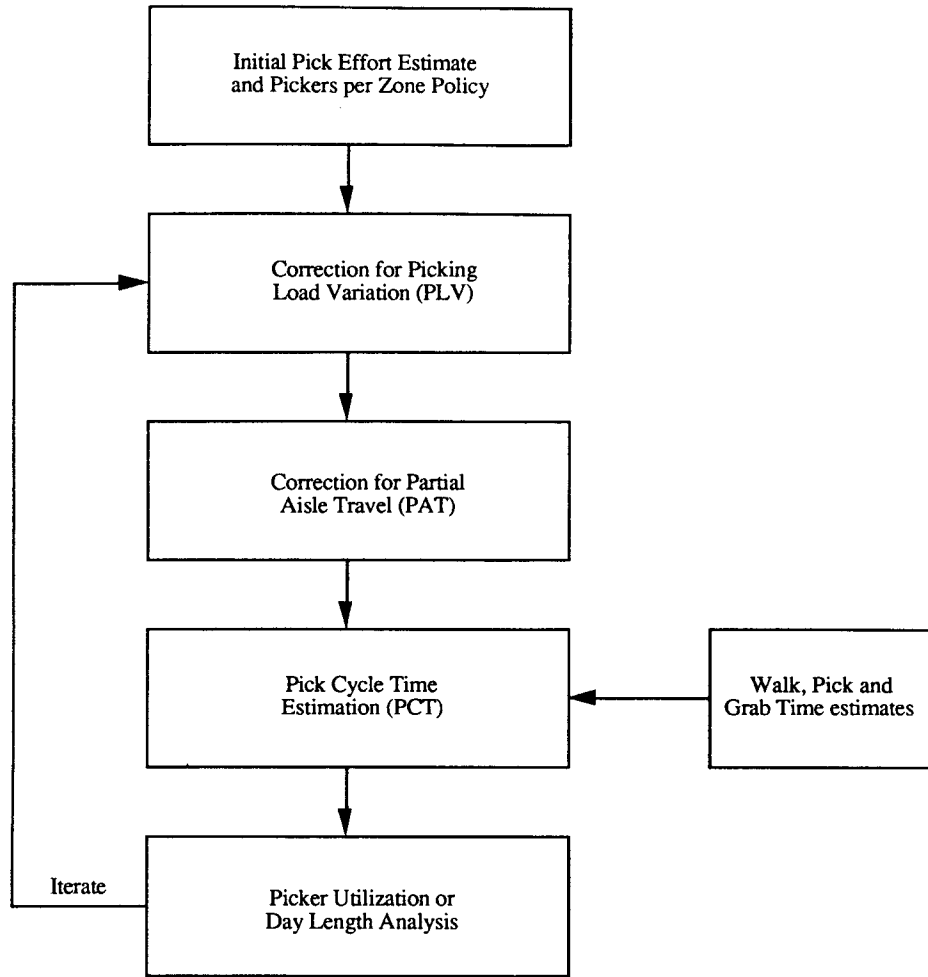 Initial Pick Effort Estimate
and Pickers per Zone Policy
Correction for Picking
Load Variation (PLV)
Correction for Partial
Aisle Travel (PAT)
Pick Cycle Time
Estimation (PCT)
Walk, Pick and
Grab Time estimates
Iterate
Picker Utilization or
Day Length Analysis